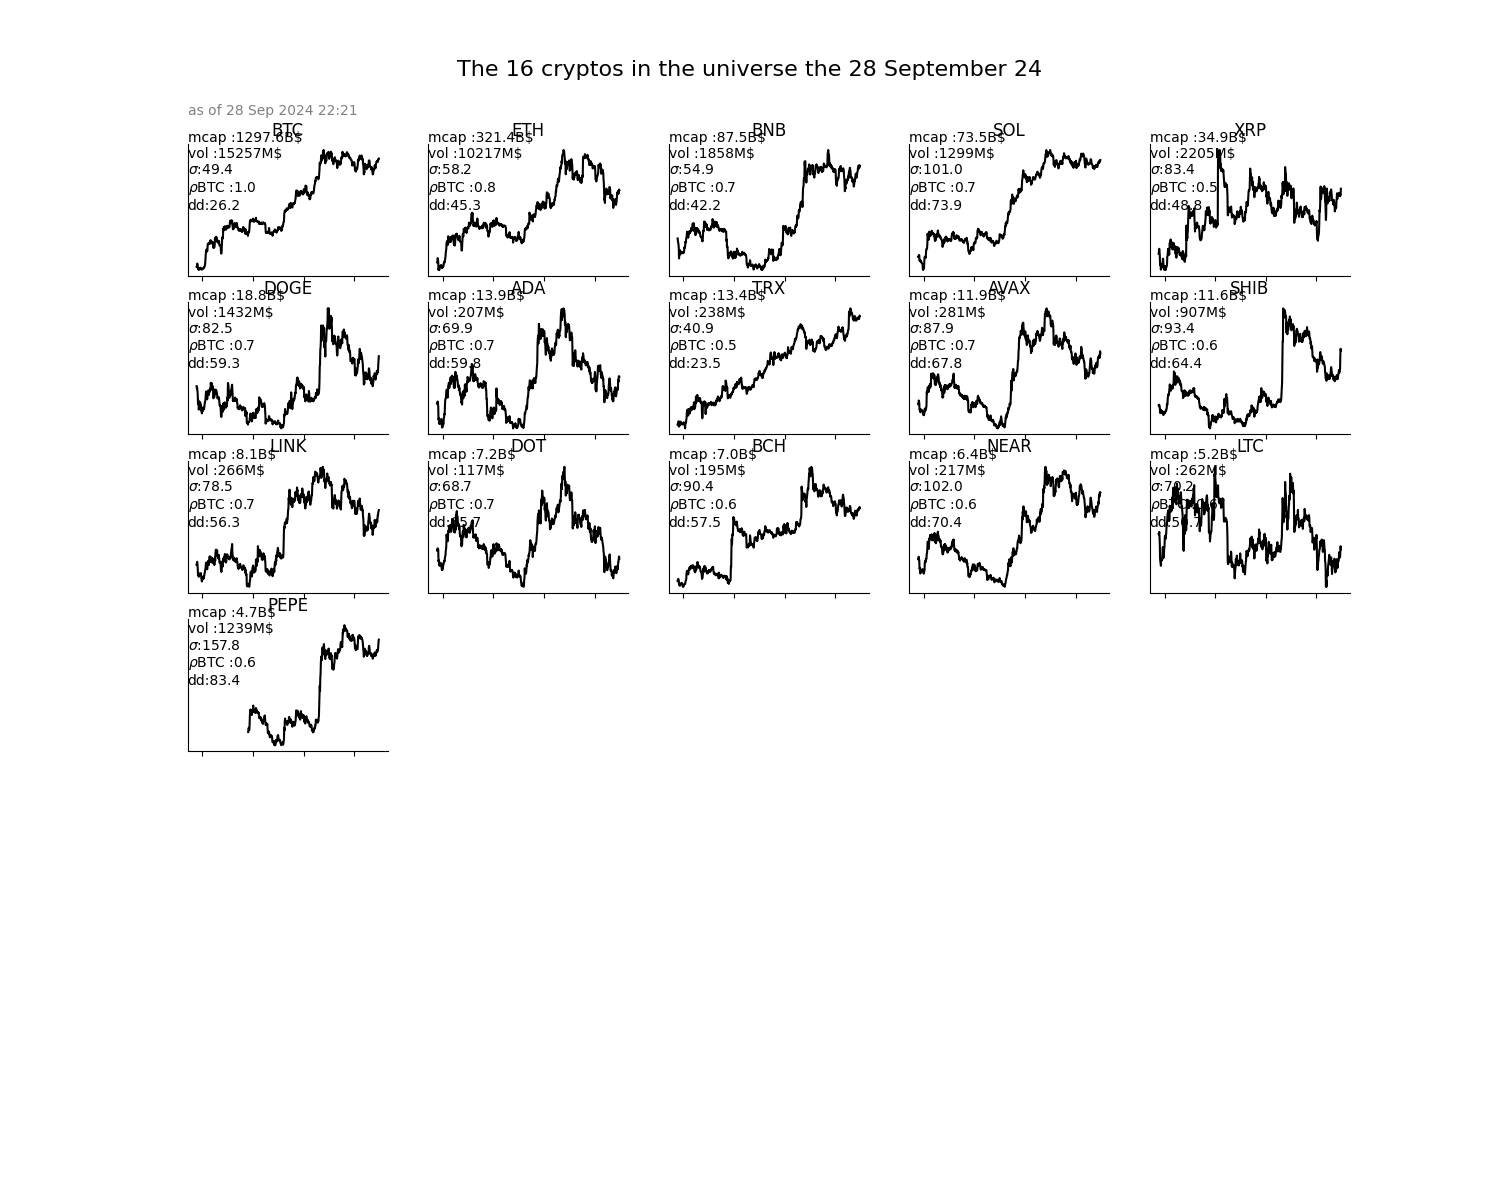 The 16 cryptos in the universe the 28 September 24
as of 28 Sep 2024 22:21
BTC
mcap :1297.6B$
vol :15257M$
σ:49.4
ρBTC :1.0
dd:26.2
ETH
mcap :321.4B$
vol :10217M$
σ:58.2
ρBTC :0.8
dd:45.3
BNB
mcap :87.5B$
vol :1858M$
σ:54.9
ρBTC :0.7
dd:42.2
SOL
mcap :73.5B$
vol :1299M$
σ:101.0
ρBTC :0.7
dd:73.9
XRP
mcap :34.9B$
vol :2205M$
σ:83.4
ρBTC :0.5
dd:48.8
DOGE
mcap :18.8B$
vol :1432M$
σ:82.5
ρBTC :0.7
dd:59.3
ADA
mcap :13.9B$
vol :207M$
σ:69.9
ρBTC :0.7
dd:59.8
TRX
mcap :13.4B$
vol :238M$
σ:40.9
ρBTC :0.5
dd:23.5
AVAX
mcap :11.9B$
vol :281M$
σ:87.9
ρBTC :0.7
dd:67.8
SHIB
mcap :11.6B$
vol :907M$
σ:93.4
ρBTC :0.6
dd:64.4
LINK
mcap :8.1B$
vol :266M$
σ:78.5
ρBTC :0.7
dd:56.3
DOT
mcap :7.2B$
vol :117M$
σ:68.7
ρBTC :0.7
BCH
mcap :7.0B$
vol :195M$
σ:90.4
ρBTC :0.6
dd:57.5
NEAR
mcap :6.4B$
vol :217M$
σ:102.0
ρBTC :0.6
dd:70.4
LTC
mcap :5.2B$
vol :262M$
σ:70.2
ρBTC :0.6
PEPE
mcap :4.7B$
vol :1239M$
σ:157.8
ρBTC :0.6
dd:83.4